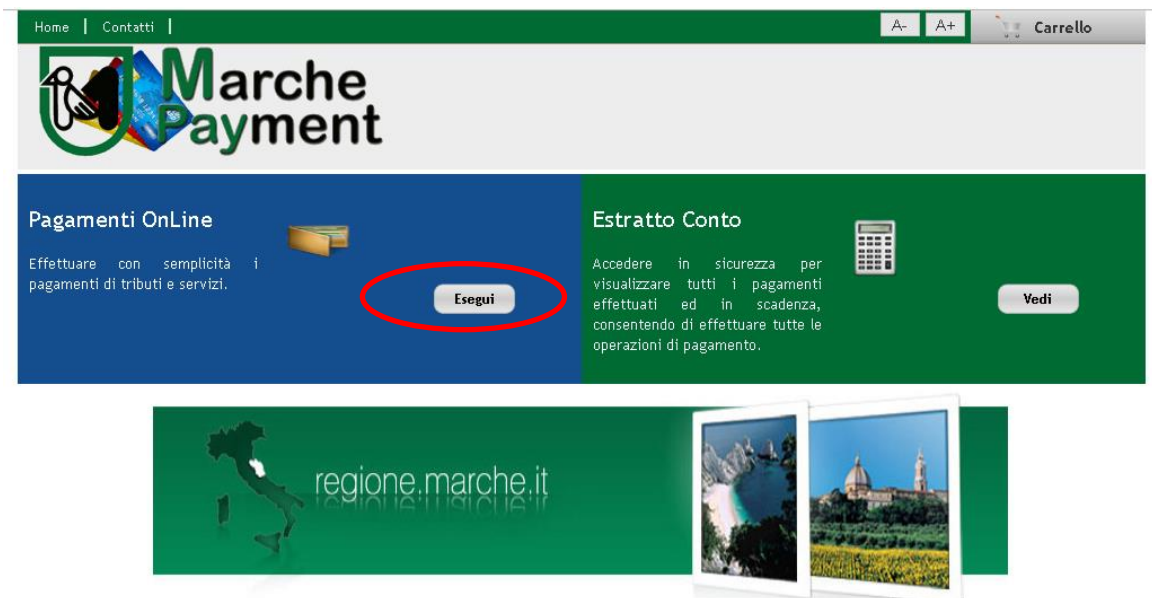 Home | Contatti |
A- A+ Carrello
Marche
Payment
Pagamenti OnLine
Effettuare con semplicità i
pagamenti di tributi e servizi.
Esegui
Estratto Conto
Accedere in sicurezza per
visualizzare tutti i pagamenti
effettuati ed in scadenza,
consentendo di effettuare tutte le
operazioni di pagamento.
Vedi
regione.marche.it